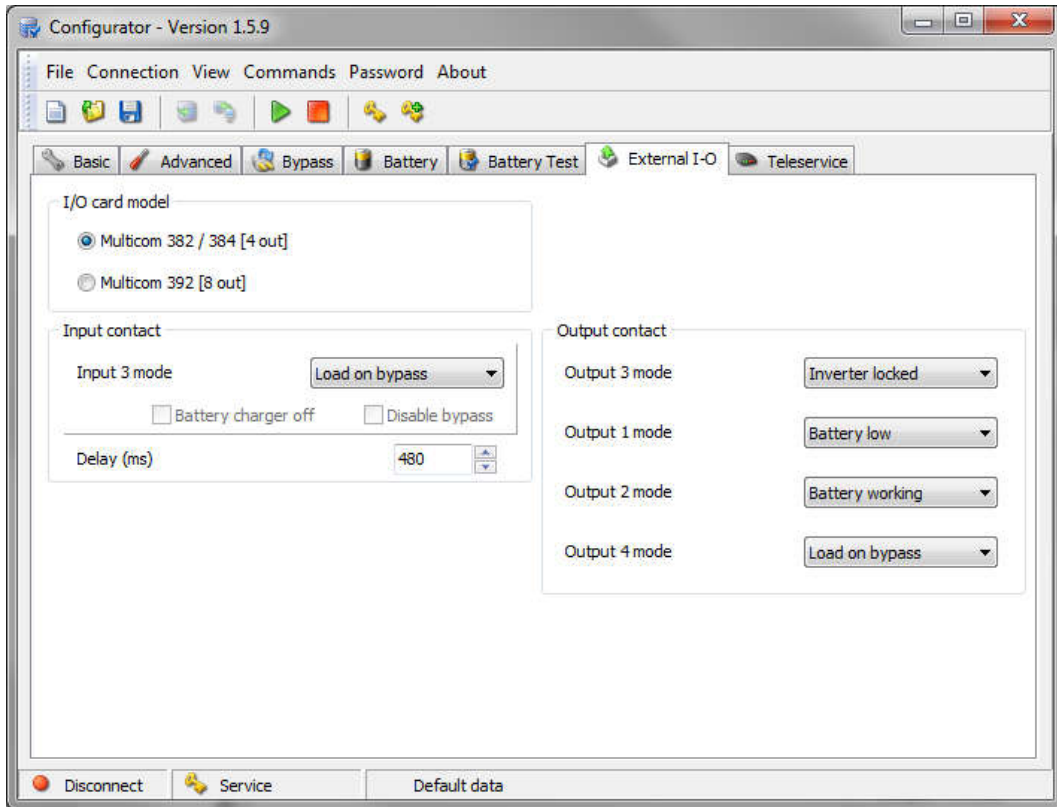 Configurator - Version 1.5.9
File Connection View Commands Password About
Basic Advanced Bypass Battery Battery Test External I-O Teleservice
I/O card model
Multicom 382 / 384 [4 out]
Multicom 392 [8 out]
Input contact
Input 3 mode Load on bypass
Battery charger off Disable bypass
Delay (ms) 480
Output contact
Output 3 mode Inverter locked
Output 1 mode Battery low
Output 2 mode Battery working
Output 4 mode Load on bypass
Disconnect Service Default data